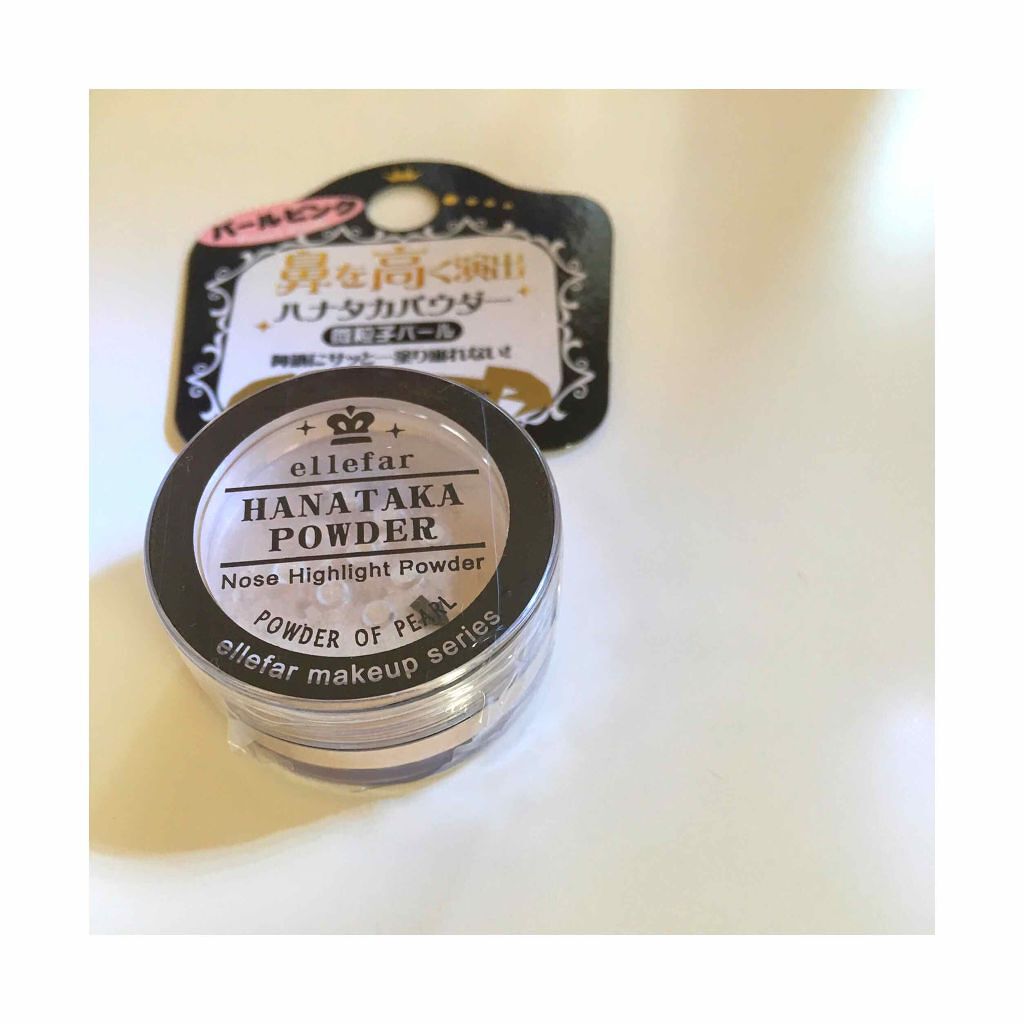 パールピンク
鼻を高く演出
ハナタカパウダー
微粒子パール
簡単にサッと一塗り崩れない!
ellefar
HANATAKA
POWDER
Nose Highlight Powder
POWDER OF PEARL
ellefar makeup series